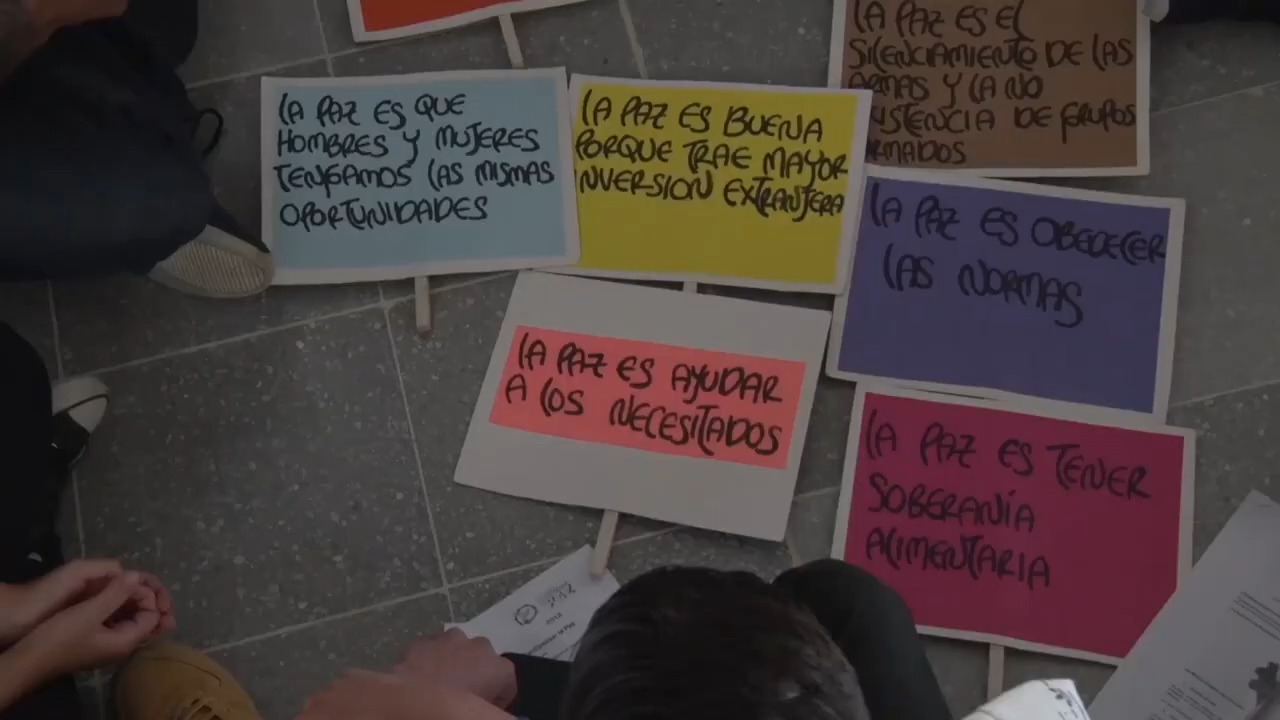 LA PAZ ES QUE
HOMBRES Y MUJERES
TENGAMOS LAS MISMAS
OPORTUNIDADES
LA PAZ ES BUENA
PORQUE TRAE MAYOR
INVERSION EXTRANJERA
LA PAZ ES El
SILENCIAMIENTO DE LAS
ARMAS Y LA NO
ISTENCIA DE GRUPOS
ARMADOS
LA PAZ ES OBEDECER
LAS NORMAS
LA PAZ ES AYUDAR
A LOS NECESITADOS
LA PAZ ES TENER
SOBERANÍA
ALIMENTARIA